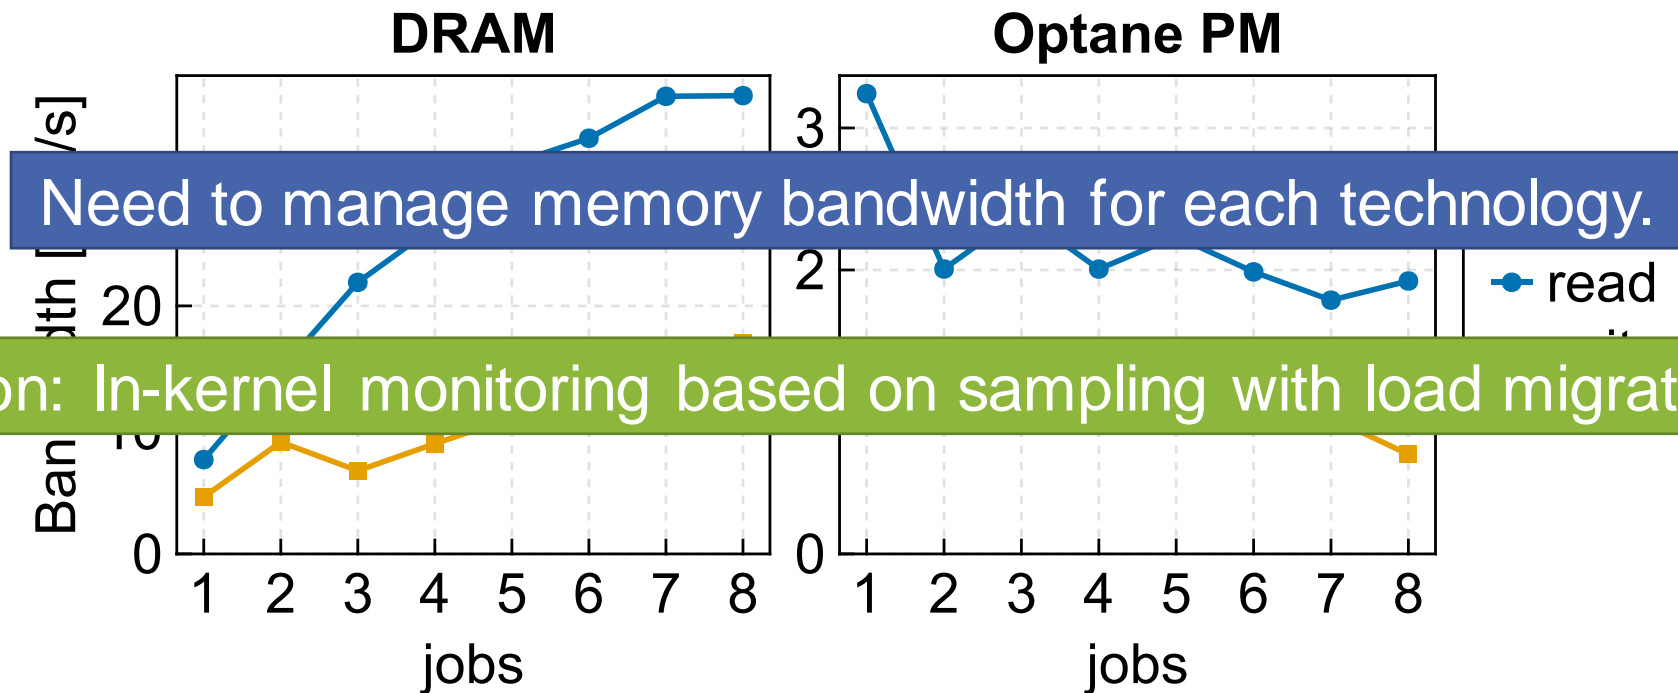 DRAM
Optane PM
/s]
3
Need to manage memory bandwidth for each technology.
2
read
20
on: In-kernel monitoring based on sampling with load migrat
0
0
1 2 3 4 5 6 7 8
1 2 3 4 5 6 7 8
jobs
jobs